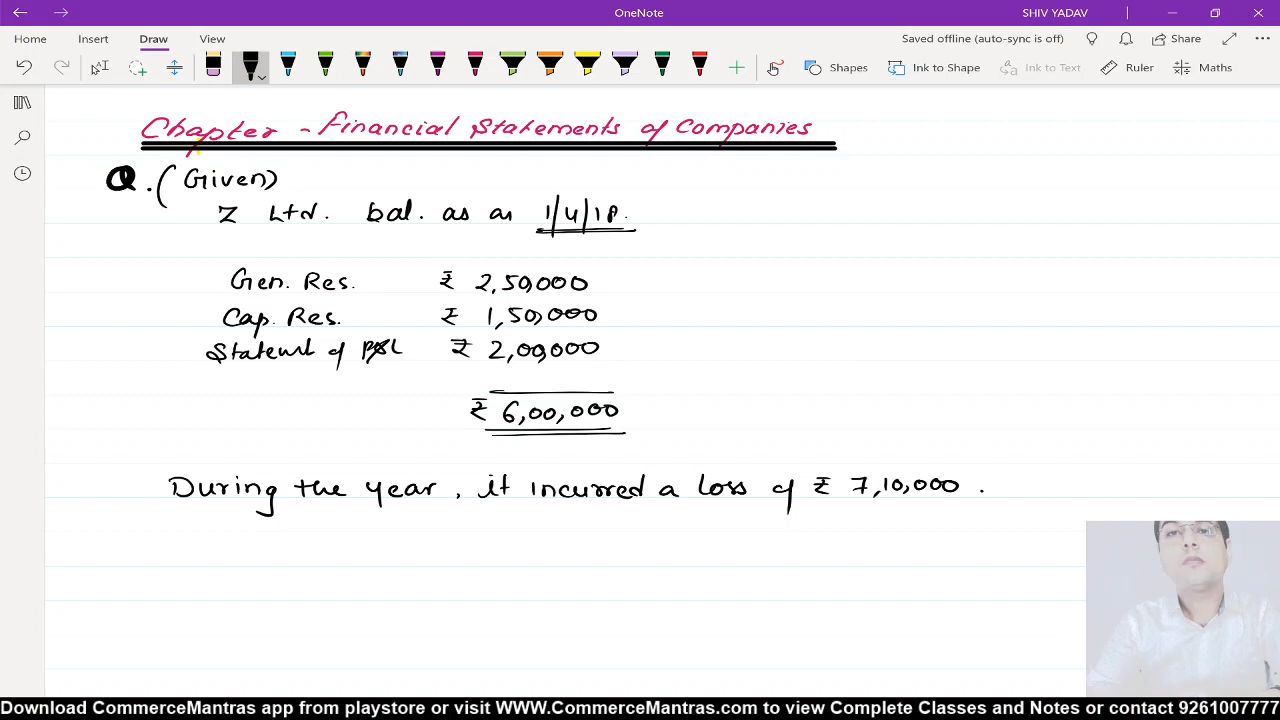 OneNote
SHIV YADAV
Home Insert Draw View
Saved offline (auto-sync is off)
Share
Shapes
Ink to Shape
Ink to Text
Ruler
Maths
Chapter - Financial Statements of Companies
Q. (Given)
Z Ltd. bal. as on 1/4/18.
Gen. Res. ₹ 2,50,000
Cap. Res. ₹ 1,50,000
Statement of P&L ₹ 2,00,000
₹ 6,00,000
During the year, it incurred a loss of ₹ 7,10,000.
Download CommerceMantras app from playstore or visit WWW.CommerceMantras.com to view Complete Classes and Notes or contact 9261007777